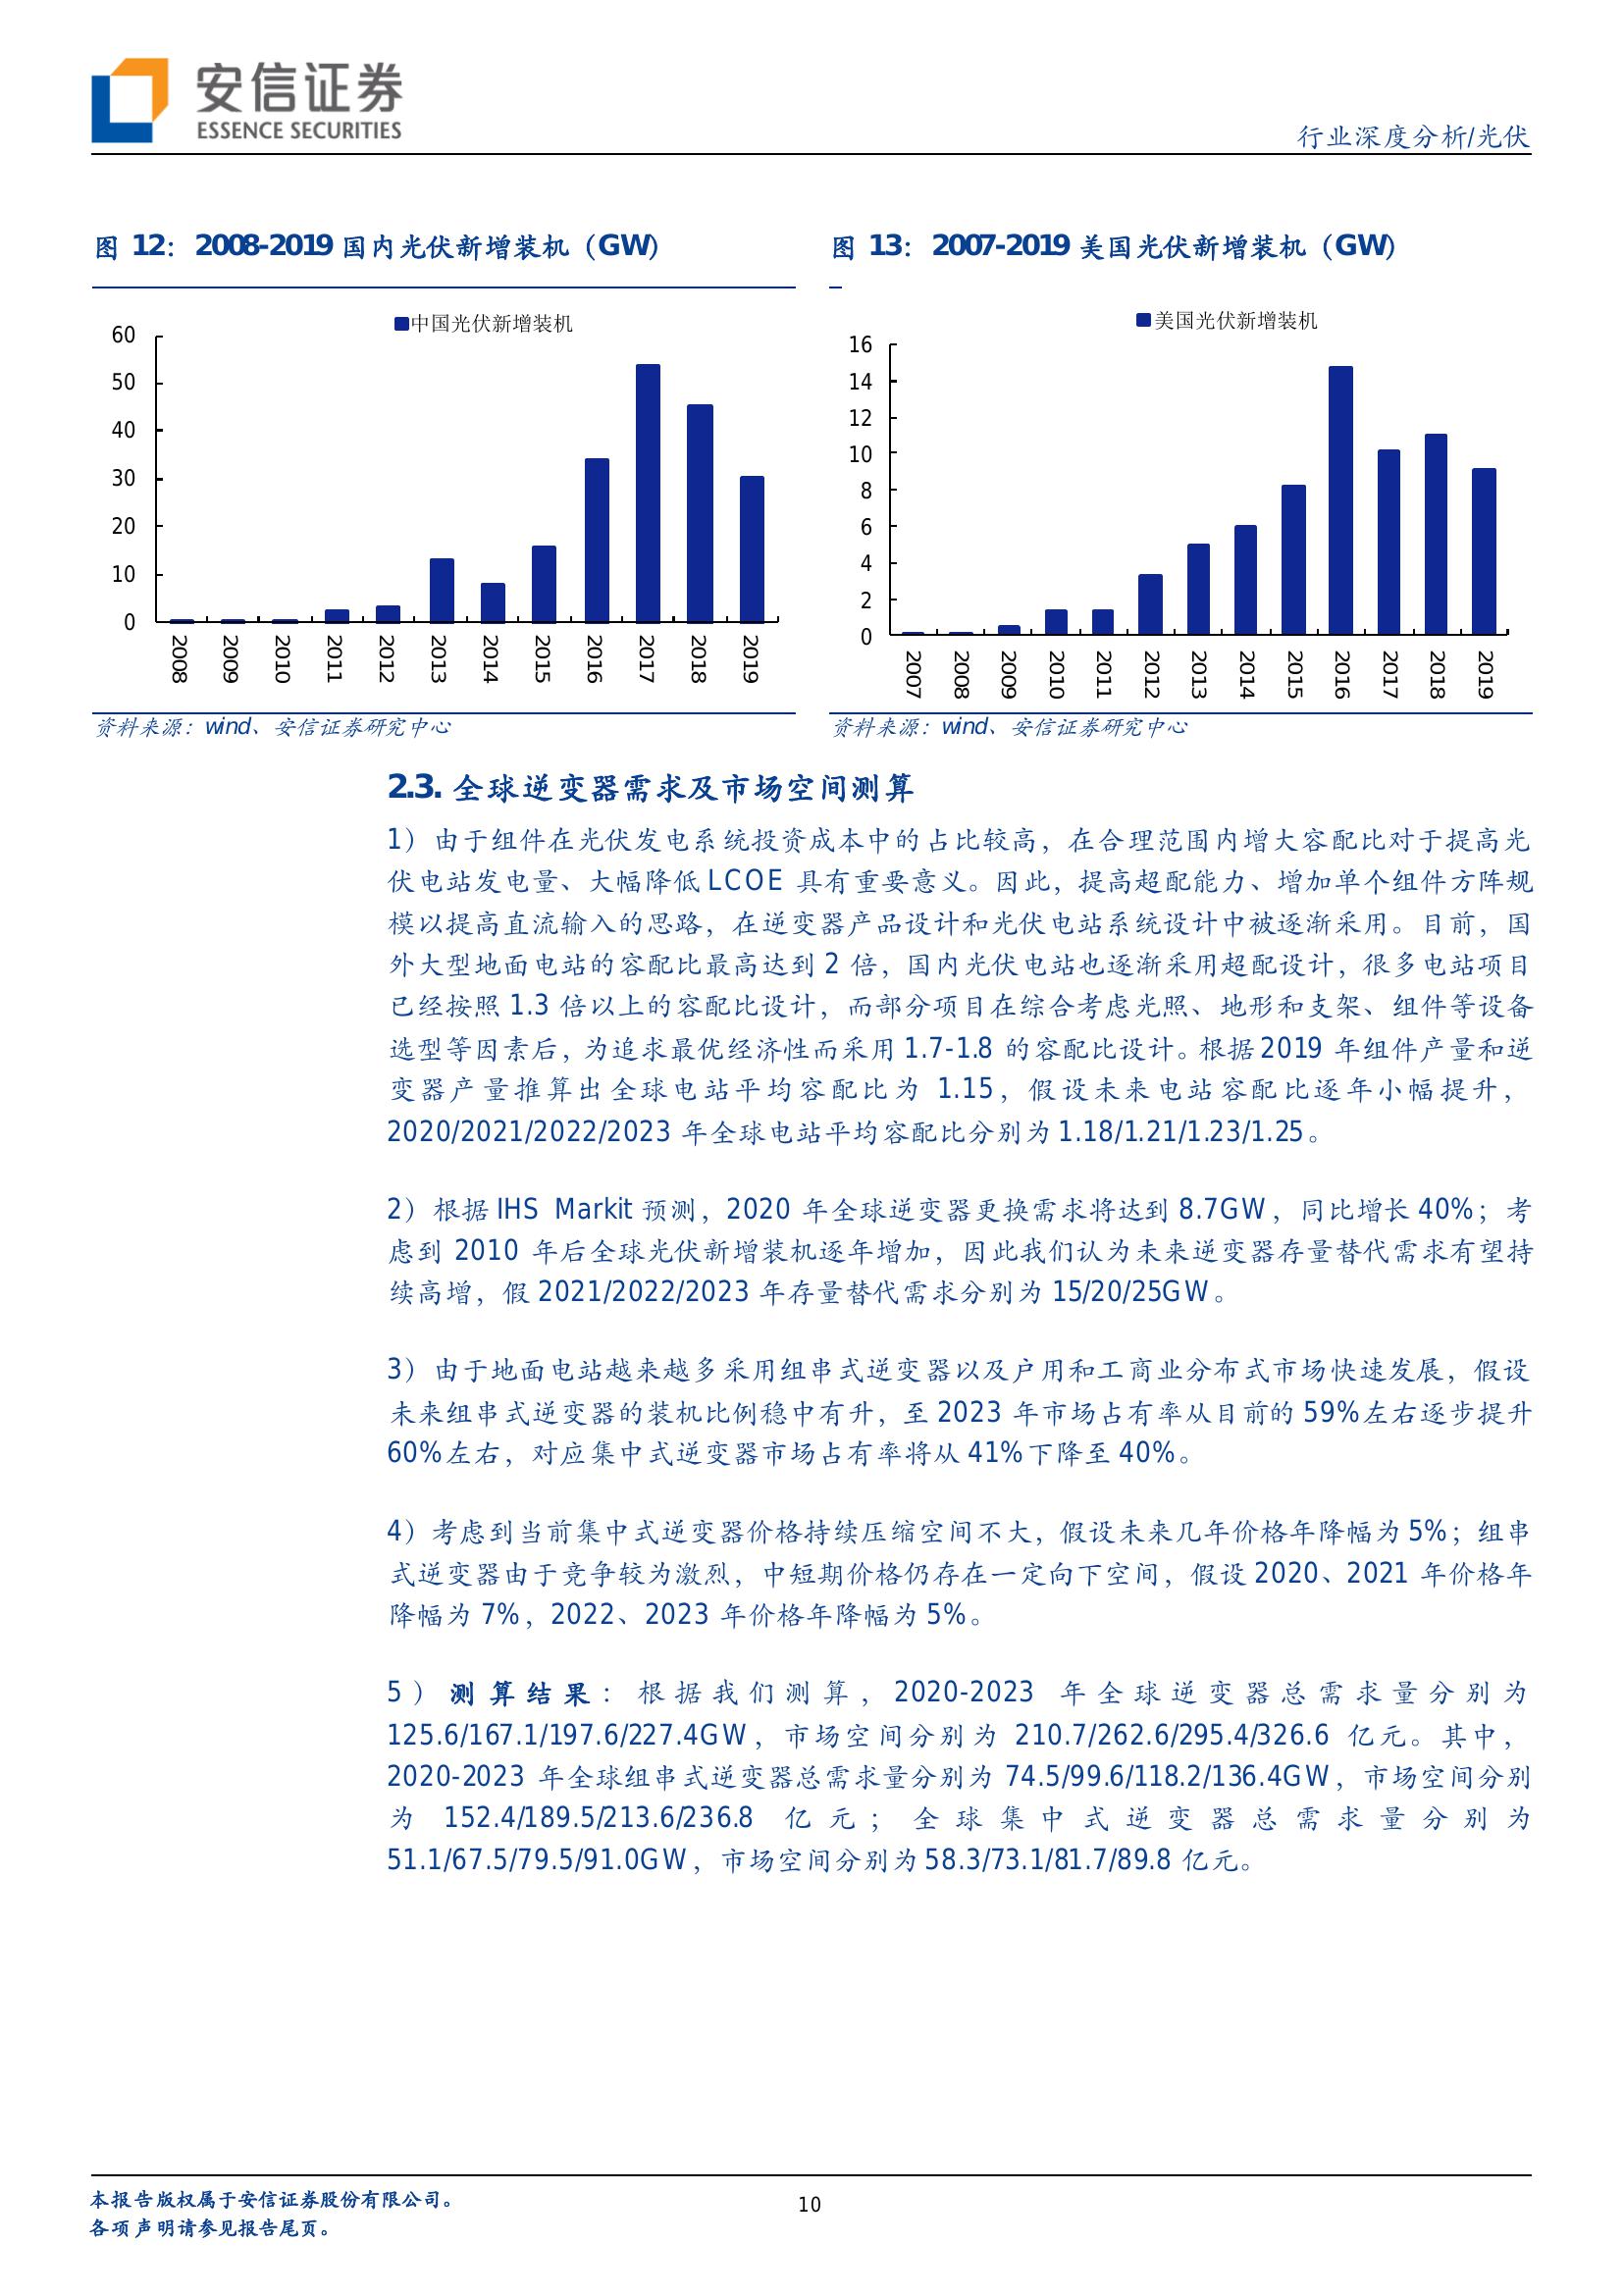 安信证券
ESSENCE SECURITIES
行业深度分析/光伏
图 12：2008-2019 国内光伏新增装机（GW）
中国光伏新增装机
60
50
40
30
20
10
0
2008
2009
2010
2011
2012
2013
2014
2015
2016
2017
2018
2019
资料来源：wind、安信证券研究中心
图 13：2007-2019 美国光伏新增装机（GW）
美国光伏新增装机
16
14
12
10
8
6
4
2
0
2007
2008
2009
2010
2011
2012
2013
2014
2015
2016
2017
2018
2019
资料来源：wind、安信证券研究中心
2.3. 全球逆变器需求及市场空间测算
1）由于组件在光伏发电系统投资成本中的占比较高，在合理范围内增大容配比对于提高光
伏电站发电量、大幅降低 LCOE 具有重要意义。因此，提高超配能力、增加单个组件方阵规
模以提高直流输入的思路，在逆变器产品设计和光伏电站系统设计中被逐渐采用。目前，国
外大型地面电站的容配比最高达到 2 倍，国内光伏电站也逐渐采用超配设计，很多电站项目
已经按照 1.3 倍以上的容配比设计，而部分项目在综合考虑光照、地形和支架、组件等设备
选型等因素后，为追求最优经济性而采用 1.7-1.8 的容配比设计。根据 2019 年组件产量和逆
变器产量推算出全球电站平均容配比为 1.15，假设未来电站容配比逐年小幅提升，
2020/2021/2022/2023 年全球电站平均容配比分别为 1.18/1.21/1.23/1.25。
2）根据 IHS Markit 预测，2020 年全球逆变器更换需求将达到 8.7GW，同比增长 40%；考
虑到 2010 年后全球光伏新增装机逐年增加，因此我们认为未来逆变器存量替代需求有望持
续高增，假 2021/2022/2023 年存量替代需求分别为 15/20/25GW。
3）由于地面电站越来越多采用组串式逆变器以及户用和工商业分布式市场快速发展，假设
未来组串式逆变器的装机比例稳中有升，至 2023 年市场占有率从目前的 59%左右逐步提升
60%左右，对应集中式逆变器市场占有率将从 41%下降至 40%。
4）考虑到当前集中式逆变器价格持续压缩空间不大，假设未来几年价格年降幅为 5%；组串
式逆变器由于竞争较为激烈，中短期价格仍存在一定向下空间，假设 2020、2021 年价格年
降幅为 7%，2022、2023 年价格年降幅为 5%。
5）测算结果：根据我们测算，2020-2023 年全球逆变器总需求量分别为
125.6/167.1/197.6/227.4GW，市场空间分别为 210.7/262.6/295.4/326.6 亿元。其中，
2020-2023 年全球组串式逆变器总需求量分别为 74.5/99.6/118.2/136.4GW，市场空间分别
为 152.4/189.5/213.6/236.8 亿元；全球集中式逆变器总需求量分别为
51.1/67.5/79.5/91.0GW，市场空间分别为 58.3/73.1/81.7/89.8 亿元。
本报告版权属于安信证券股份有限公司。
各项声明请参见报告尾页。
10